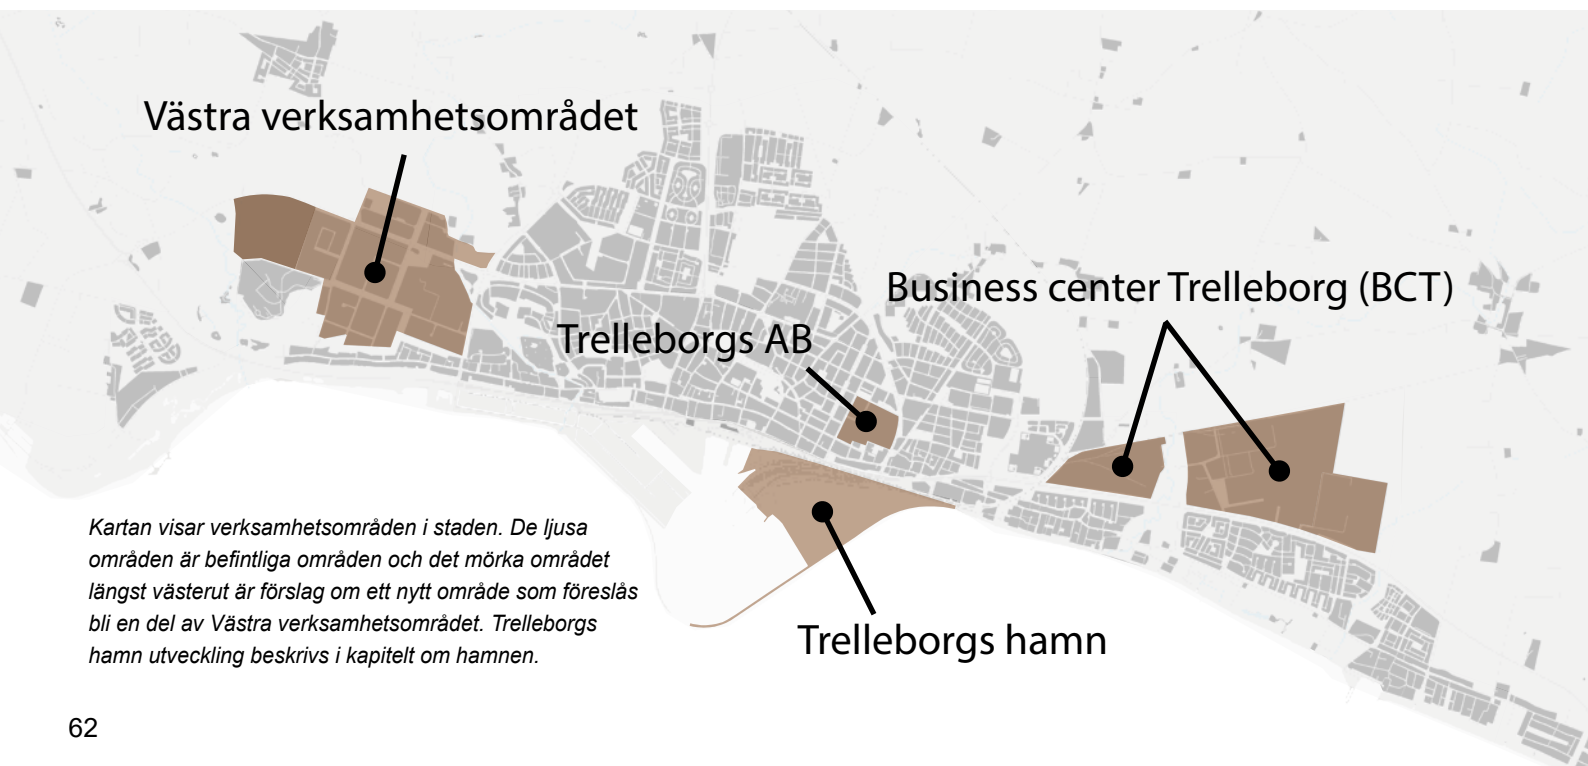 Västra verksamhetsområdet
Business center Trelleborg (BCT)
Trelleborgs AB
Kartan visar verksamhetsområden i staden. De ljusa
områden är befintliga områden och det mörka området
längst västerut är förslag om ett nytt område som föreslås
bli en del av Västra verksamhetsområdet. Trelleborgs
hamn utveckling beskrivs i kapitelt om hamnen.
Trelleborgs hamn
62